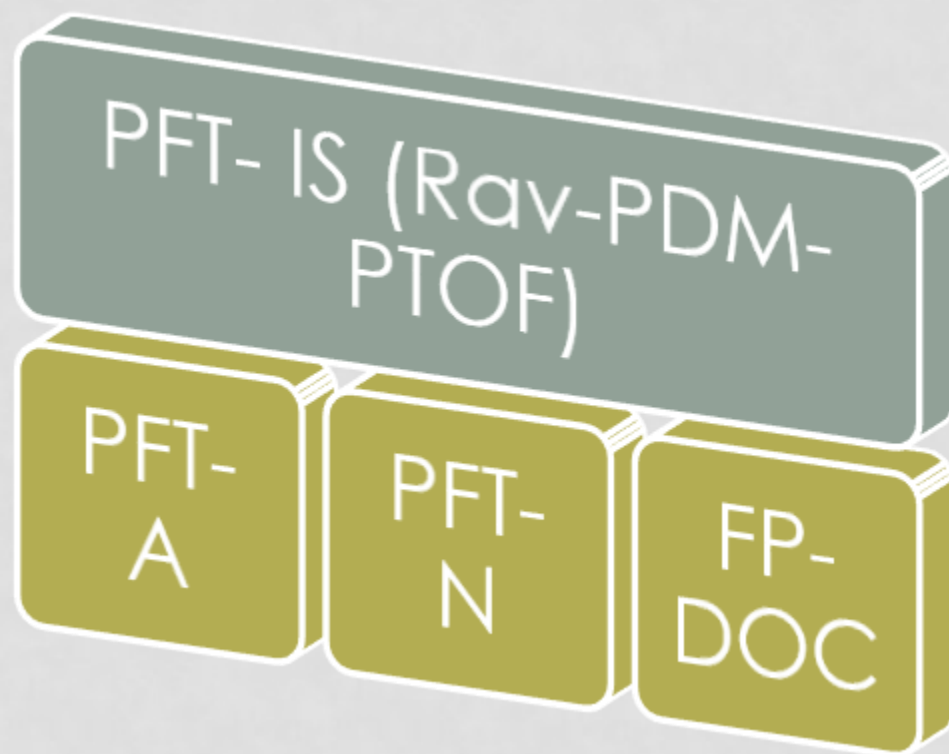 PFT- IS (Rav-PDM-
PTOF)
PFT-
A
PFT-
N
FP-
DOC